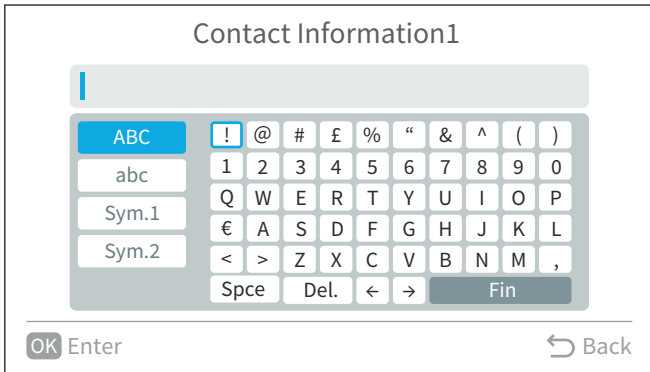 Contact Information1
ABC ! @ # £ % “ & ^ ( )
abc 1 2 3 4 5 6 7 8 9 0
Sym.1 Q W E R T Y U I O P
Sym.2 € A S D F G H J K L
< > Z X C V B N M ,
Spce Del. ← → Fin
OK Enter Back